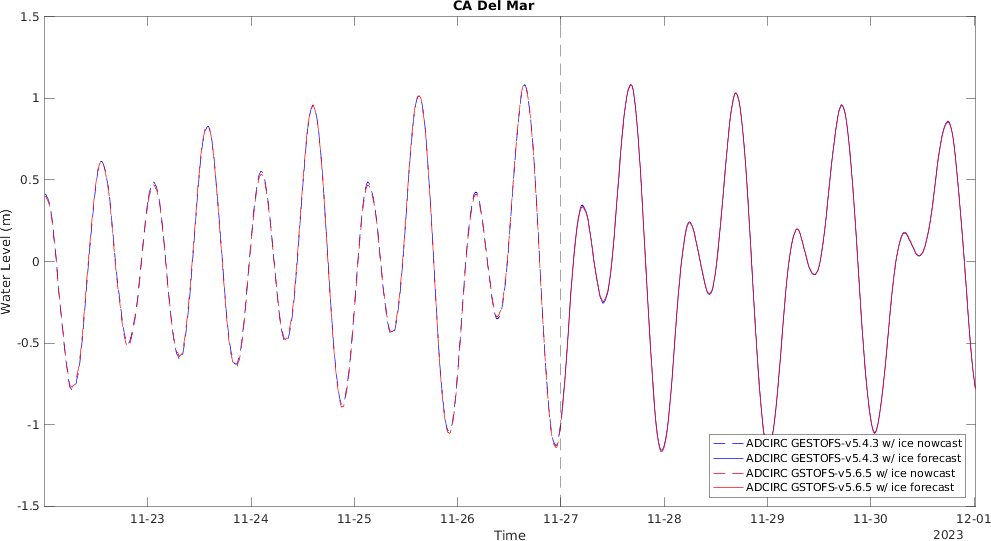 CA Del Mar
1.5
1
0.5
0
-0.5
-1
-1.5
Water Level (m)
11-23
11-24
11-25
11-26
11-27
11-28
11-29
11-30
12-01
Time
2023
ADCIRC GESTOFS-v5.4.3 w/ ice nowcast
ADCIRC GESTOFS-v5.4.3 w/ ice forecast
ADCIRC GSTOFS-v5.6.5 w/ ice nowcast
ADCIRC GSTOFS-v5.6.5 w/ ice forecast